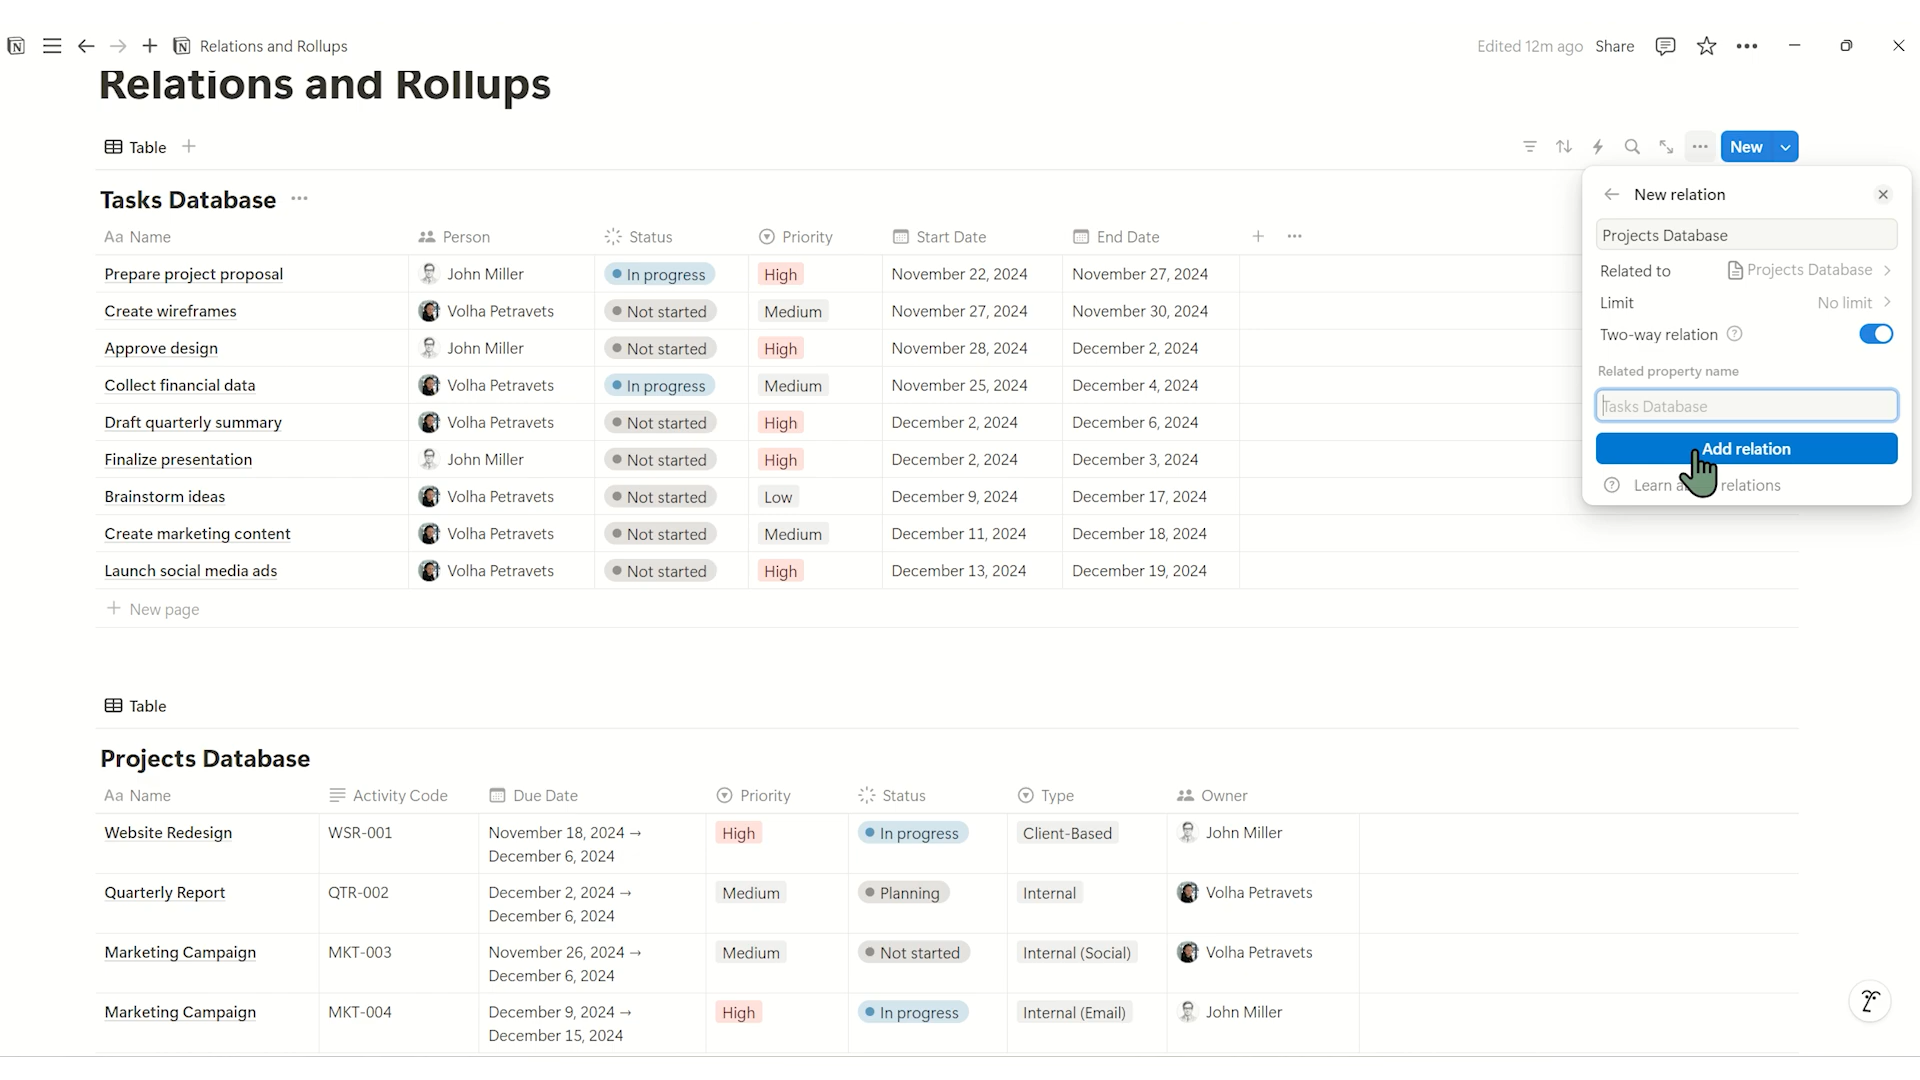 Relations and Rollups
Edited 12m ago Share
Relations and Rollups
Table
New
Tasks Database
Aa Name Person Status Priority Start Date End Date
Prepare project proposal John Miller In progress High November 22, 2024 November 27, 2024
Create wireframes Volha Petravets Not started Medium November 27, 2024 November 30, 2024
Approve design John Miller Not started High November 28, 2024 December 2, 2024
Collect financial data Volha Petravets In progress Medium November 25, 2024 December 4, 2024
Draft quarterly summary Volha Petravets Not started High December 2, 2024 December 6, 2024
Finalize presentation John Miller Not started High December 2, 2024 December 3, 2024
Brainstorm ideas Volha Petravets Not started Low December 9, 2024 December 17, 2024
Create marketing content Volha Petravets Not started Medium December 11, 2024 December 18, 2024
Launch social media ads Volha Petravets Not started High December 13, 2024 December 19, 2024
New page
New relation
Projects Database
Related to Projects Database
Limit No limit
Two-way relation
Related property name
Tasks Database
Add relation
Learn relations
Table
Projects Database
Aa Name Activity Code Due Date Priority Status Type Owner
Website Redesign WSR-001 November 18, 2024 → High In progress Client-Based John Miller
December 6, 2024
Quarterly Report QTR-002 December 2, 2024 → Medium Planning Internal Volha Petravets
December 6, 2024
Marketing Campaign MKT-003 November 26, 2024 → Medium Not started Internal (Social) Volha Petravets
December 6, 2024
Marketing Campaign MKT-004 December 9, 2024 → High In progress Internal (Email) John Miller
December 15, 2024